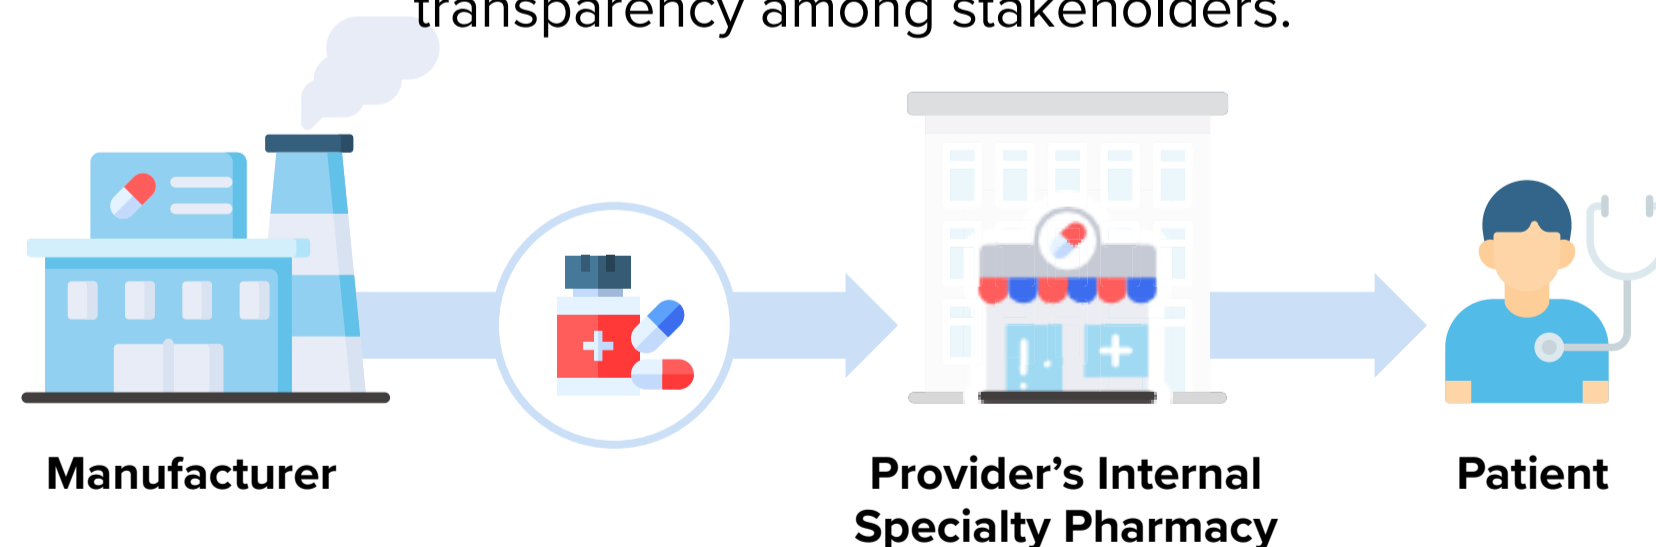 transparency among stakeholders.
Manufacturer
Provider’s Internal
Specialty Pharmacy
Patient